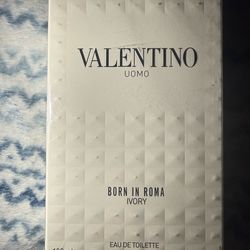 VALENTINO
UOMO
BORN IN ROMA
IVORY
EAU DE TOILETTE